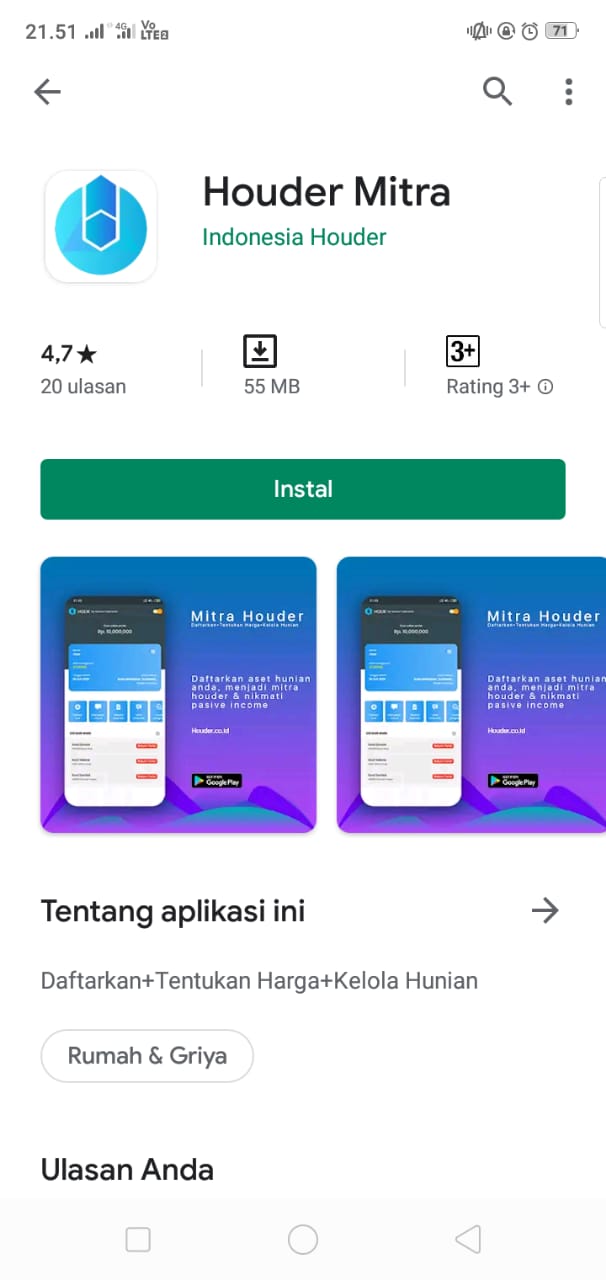 21.51
4G
Vo
LTE2
71
Houder Mitra
Indonesia Houder
4,7★
20 ulasan
55 MB
3+
Rating 3+
Instal
Mitra Houder
Daftarkan+Tentukan Harga+Kelola Hunian
Rp. 10,000,000
Daftarkan aset hunian
anda, menjadi mitra
houder & nikmati
pasive income
Houder.co.id
Google Play
Mitra Houder
Daftarkan+Tentukan Harga+Kelola Hunian
Rp. 10,000,000
Daftarkan aset hunian
anda, menjadi mitra
houder & nikmati
pasive income
Houder.co.id
Google Play
Tentang aplikasi ini
Daftarkan+Tentukan Harga+Kelola Hunian
Rumah & Griya
Ulasan Anda